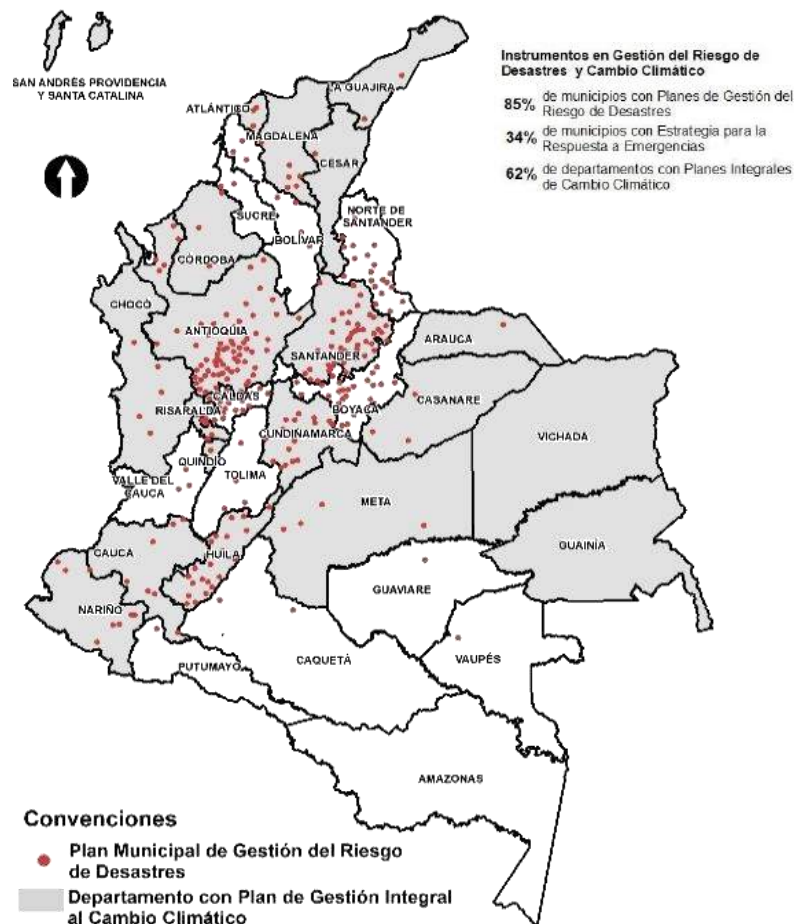 SAN ANDRÉS PROVIDENCIA
Y SANTA CATALINA
LA GUAJIRA
Instrumentos en Gestión del Riesgo de
Desastres y Cambio Climático
85% de municipios con Planes de Gestión del
Riesgo de Desastres
34% de municipios con Estrategia para la
Respuesta a Emergencias
62% de departamentos con Planes Integrales
de Cambio Climático
ATLÁNTICO
MAGDALENA
CESAR
SUCRE
NORTE DE
SANTANDER
BOLÍVAR
CÓRDOBA
CHOCÓ
ANTIOQUIA
SANTANDER
ARAUCA
CALDAS
BOYACÁ
CASANARE
RISARALDA
CUNDINAMARCA
VICHADA
QUINDÍO
TOLIMA
VALLE DEL
CAUCA
META
GUAINÍA
CAUCA
HUILA
GUAVIARE
NARIÑO
CAQUETÁ
VAUPÉS
PUTUMAYO
AMAZONAS
Convenciones
Plan Municipal de Gestión del Riesgo
de Desastres
Departamento con Plan de Gestión Integral
al Cambio Climático